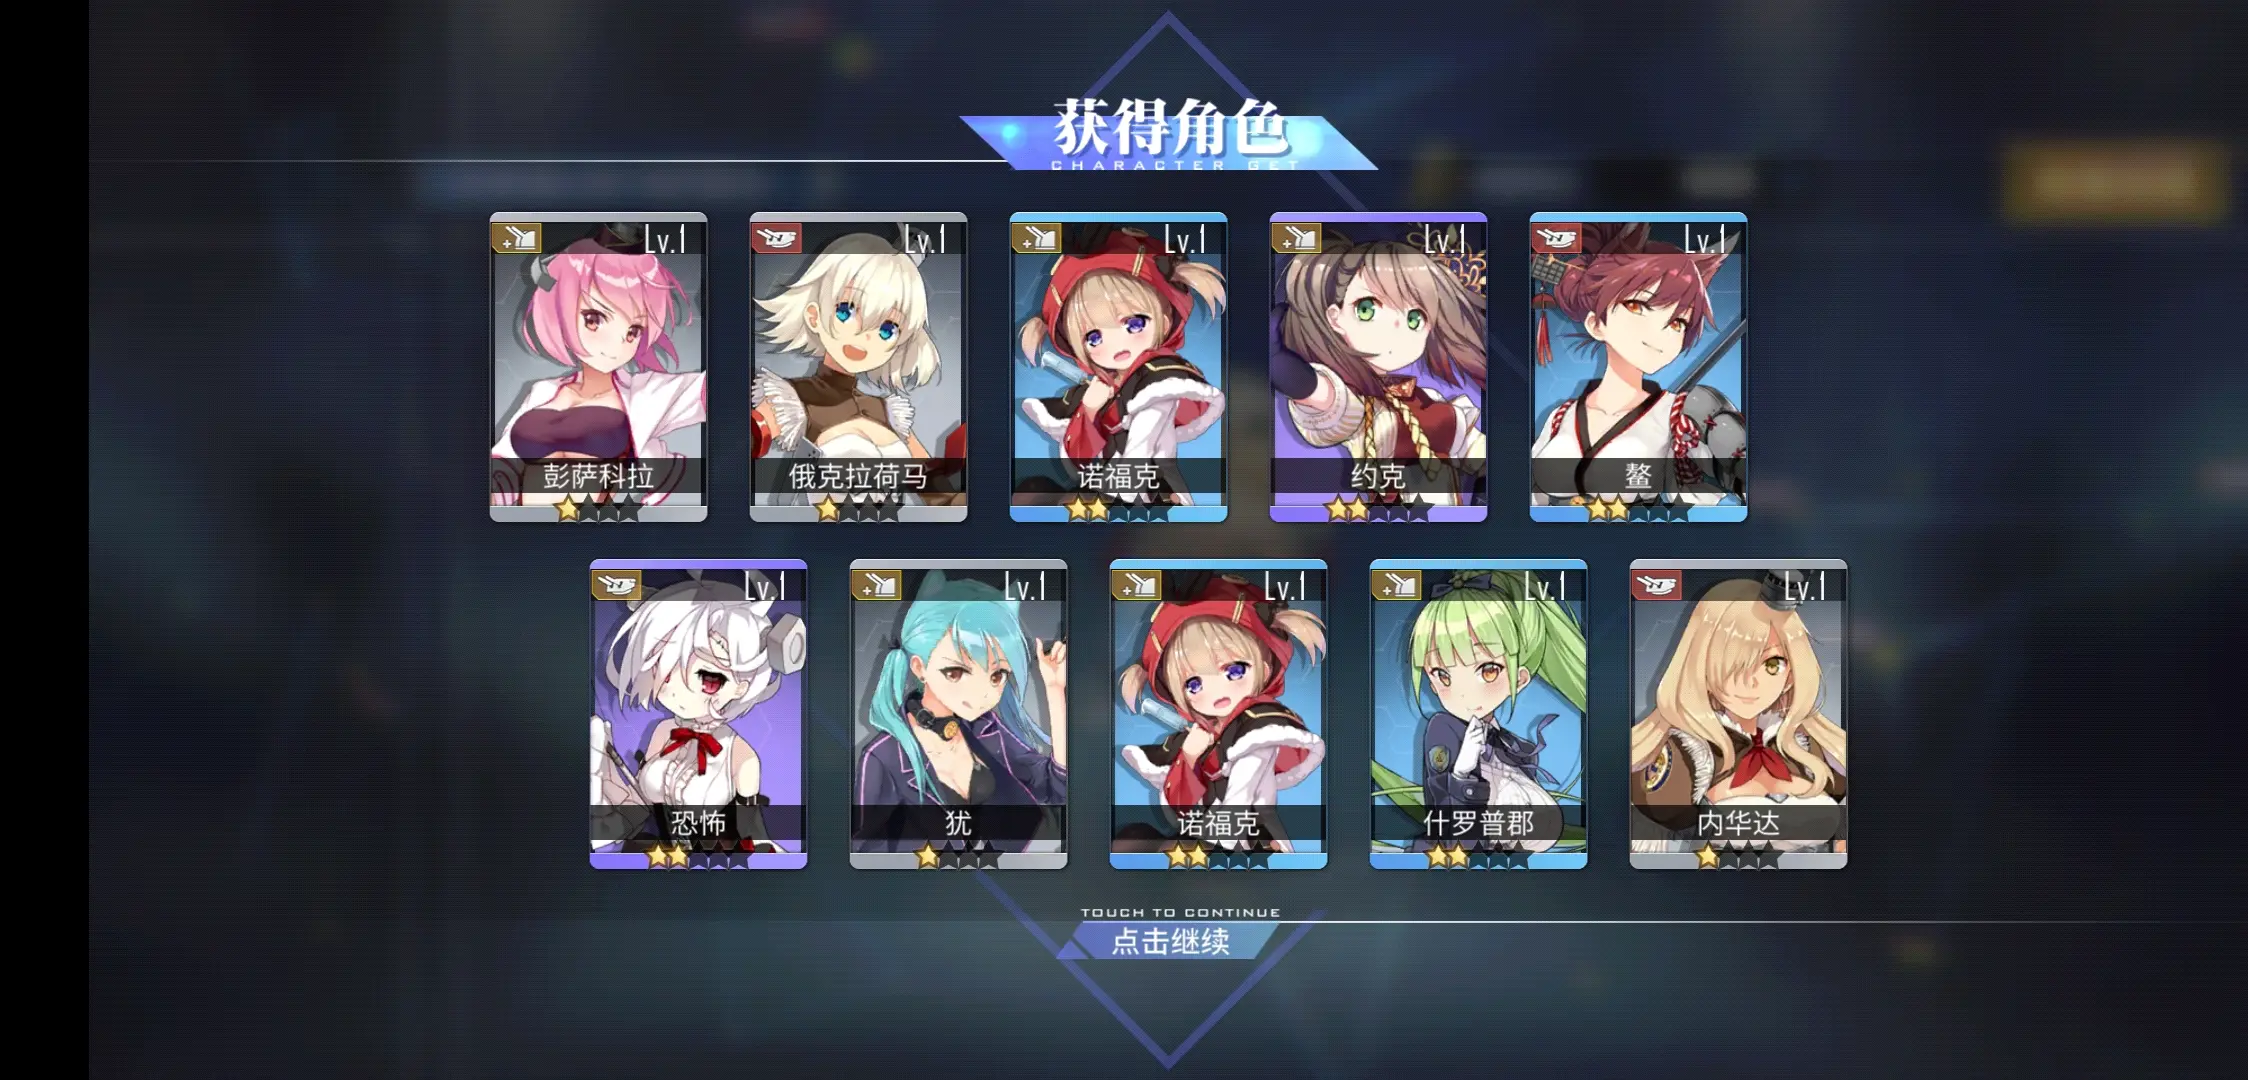 获得角色
CHARACTER GET
Lv.1
Lv.1
Lv.1
Lv.1
Lv.1
彭萨科拉
俄克拉荷马
诺福克
约克
鳌
Lv.1
Lv.1
Lv.1
Lv.1
Lv.1
恐怖
犹
诺福克
什罗普郡
内华达
TOUCH TO CONTINUE
点击继续